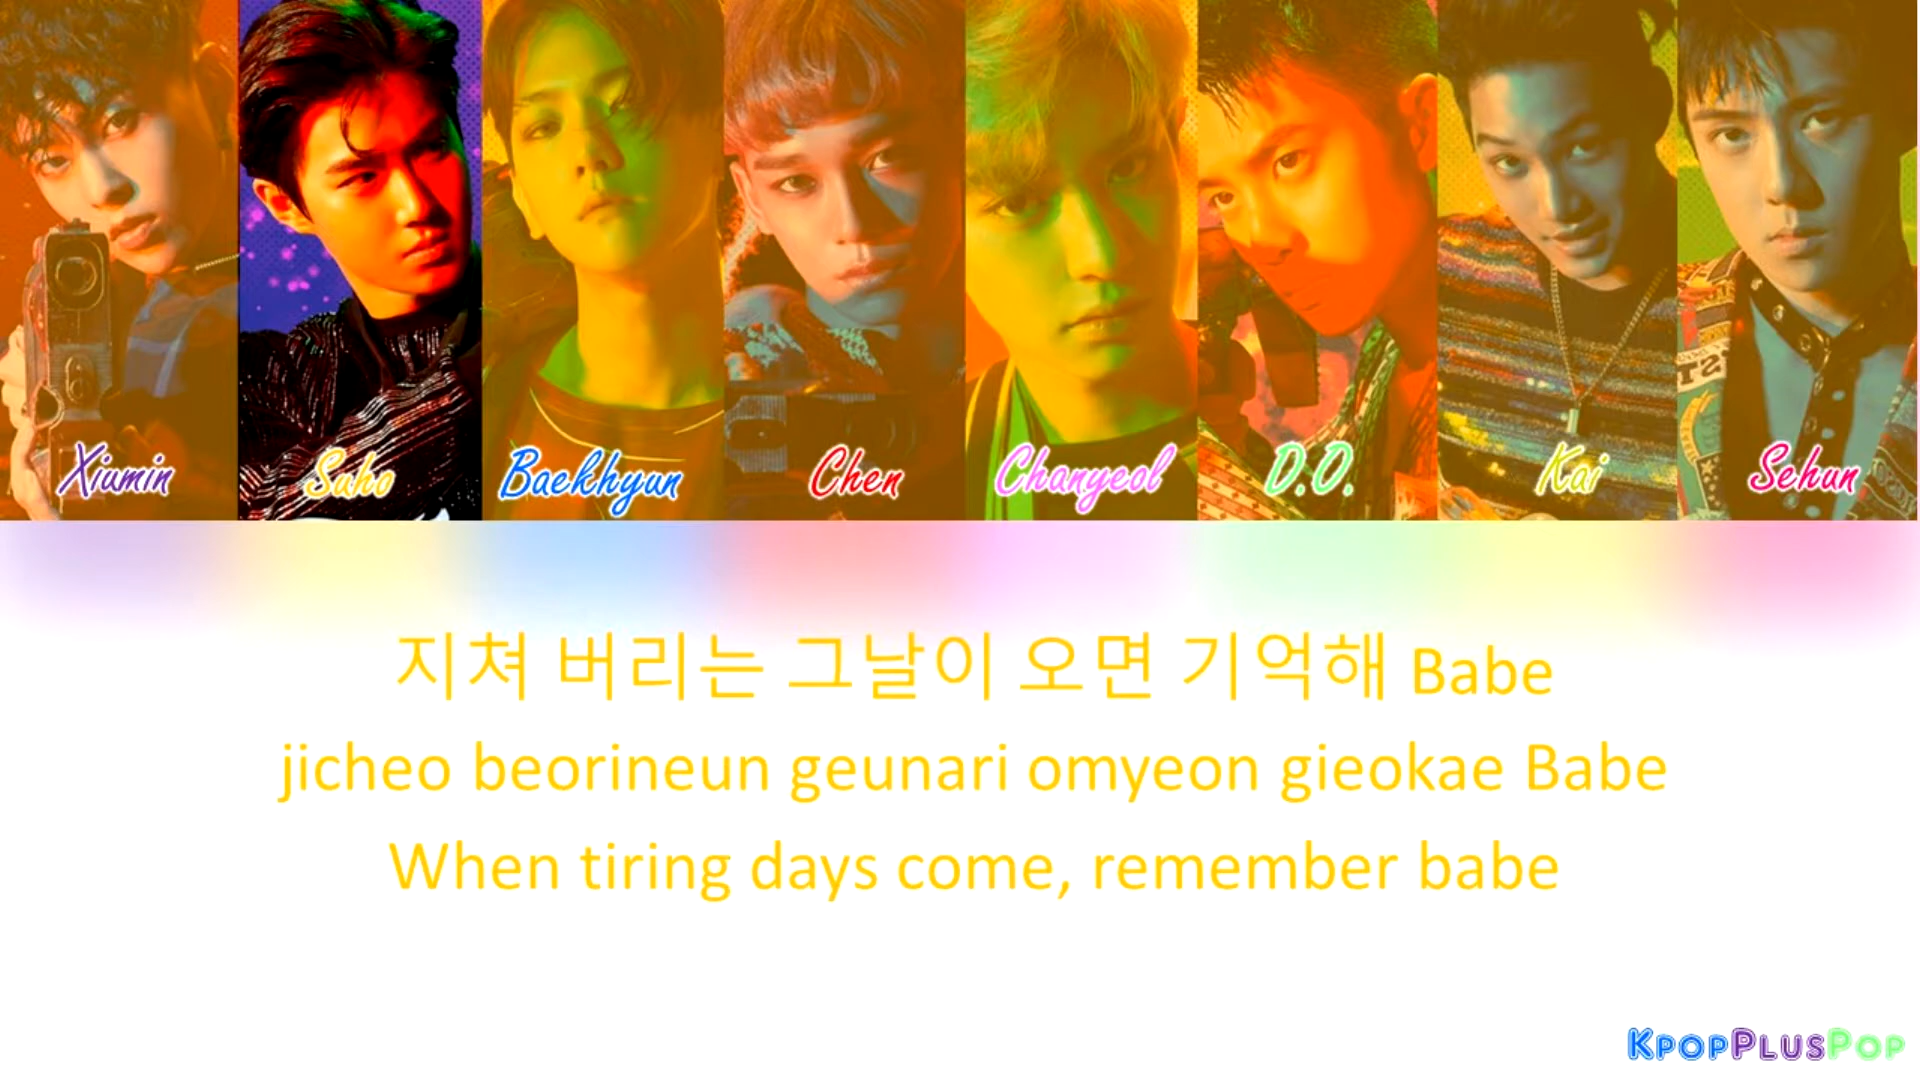 Xiumin Suho Baekhyun Chen Chanyeol D.O. Kai Sehun
지쳐 버리는 그날이 오면 기억해 Babe
jicheo beorineun geunari omyeon gieokae Babe
When tiring days come, remember babe
KpopPlusPop